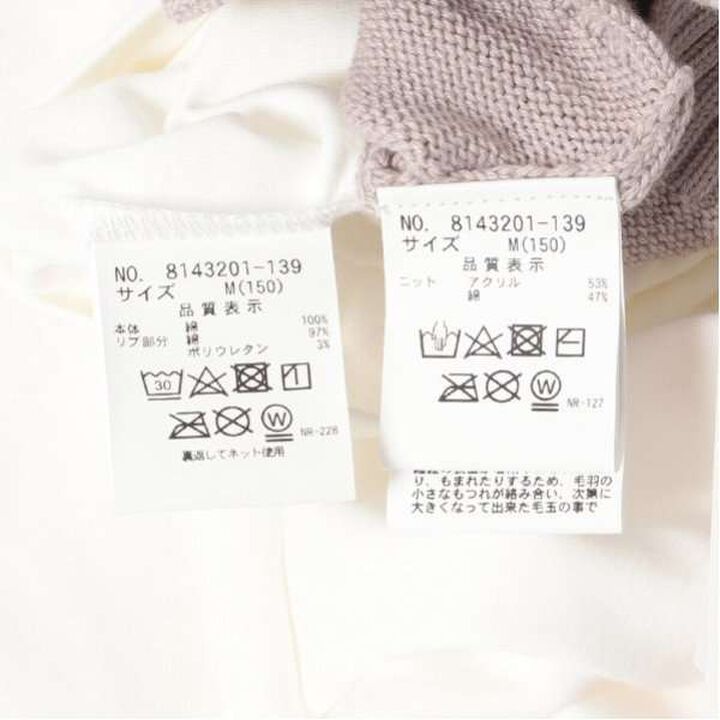 NO. 8143201-139
サイズ M(150)
品質表示
本体 綿 100%
リブ部分 綿 97%
ポリウレタン 3%
30
W
NR-228
裏返してネット使用
NO. 8143201-139
サイズ M(150)
品質表示
ニット アクリル 53%
綿 47%
W
NR-127
り、もまれたりするため、毛羽の
小さなもつれが絡み合い、次第に
大きくなって出来た毛玉の事で